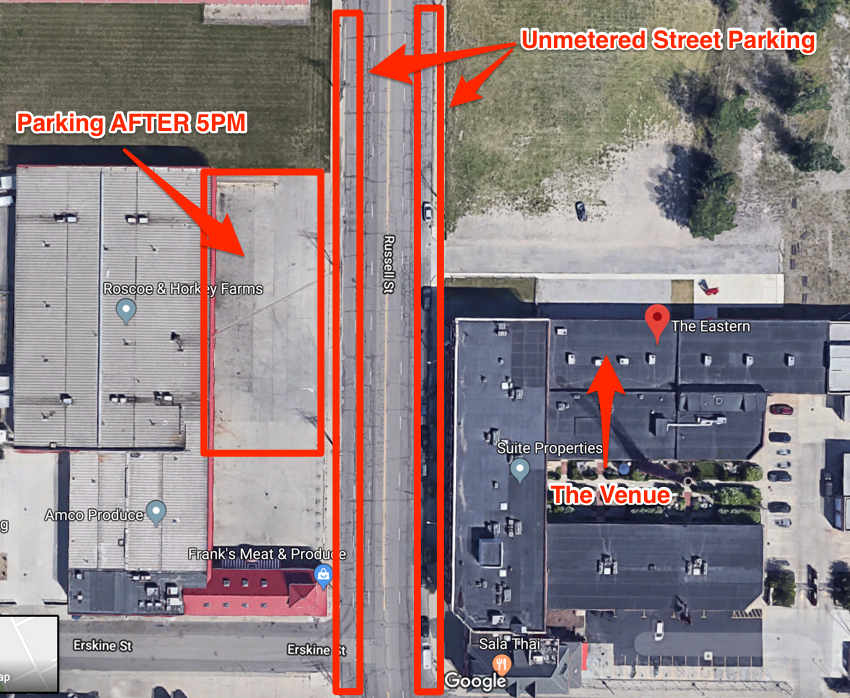 Unmetered Street Parking
Parking AFTER 5PM
Russell St
Roscoe & Horkey Farms
The Eastern
Suite Properties
The Venue
Amco Produce
g
Frank's Meat & Produce
Erskine St
Erskine St
Sala Thai
ap
Google